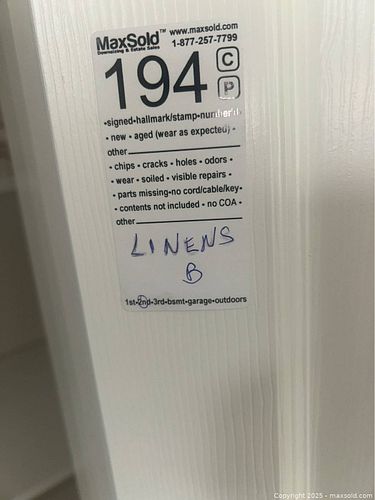 MaxSold™ www.maxsold.com
Downsizing & Estate Sales 1-877-257-7799
194 C
P
•signed-hallmark/stamp-number'd
• new • aged (wear as expected) •
other
• chips • cracks • holes • odors •
• wear • soiled • visible repairs •
• parts missing-no cord/cable/key•
• contents not included • no COA •
other
LINENS
B
1st•2nd•3rd•bsmt•garage•outdoors
Copyright 2025 - maxsold.com